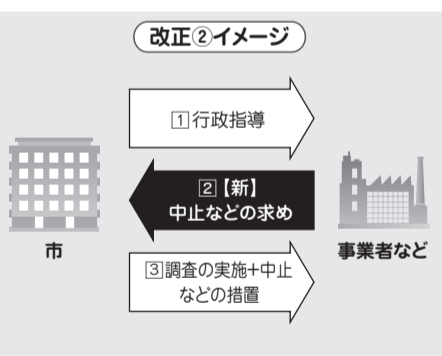 改正②イメージ
1行政指導
2【新】
中止などの求め
市
事業者など
3調査の実施+中止
などの措置